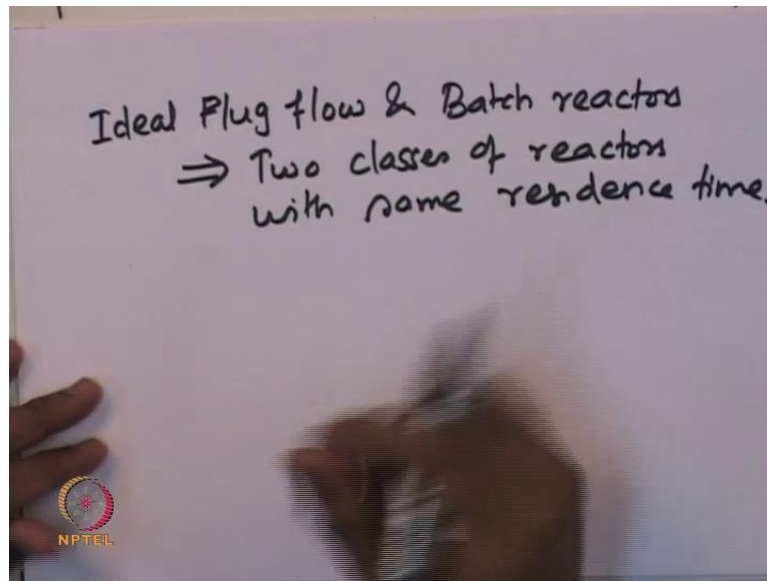 Ideal Plug flow & Batch reactors
⇒ Two classes of reactors
with same residence time.
NPTEL